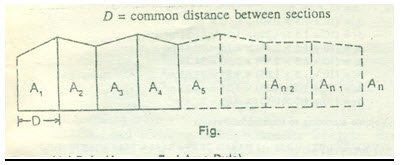 D = common distance between sections
A1 A2 A3 A4 A5 An 2 An 1 An
D
Fig.